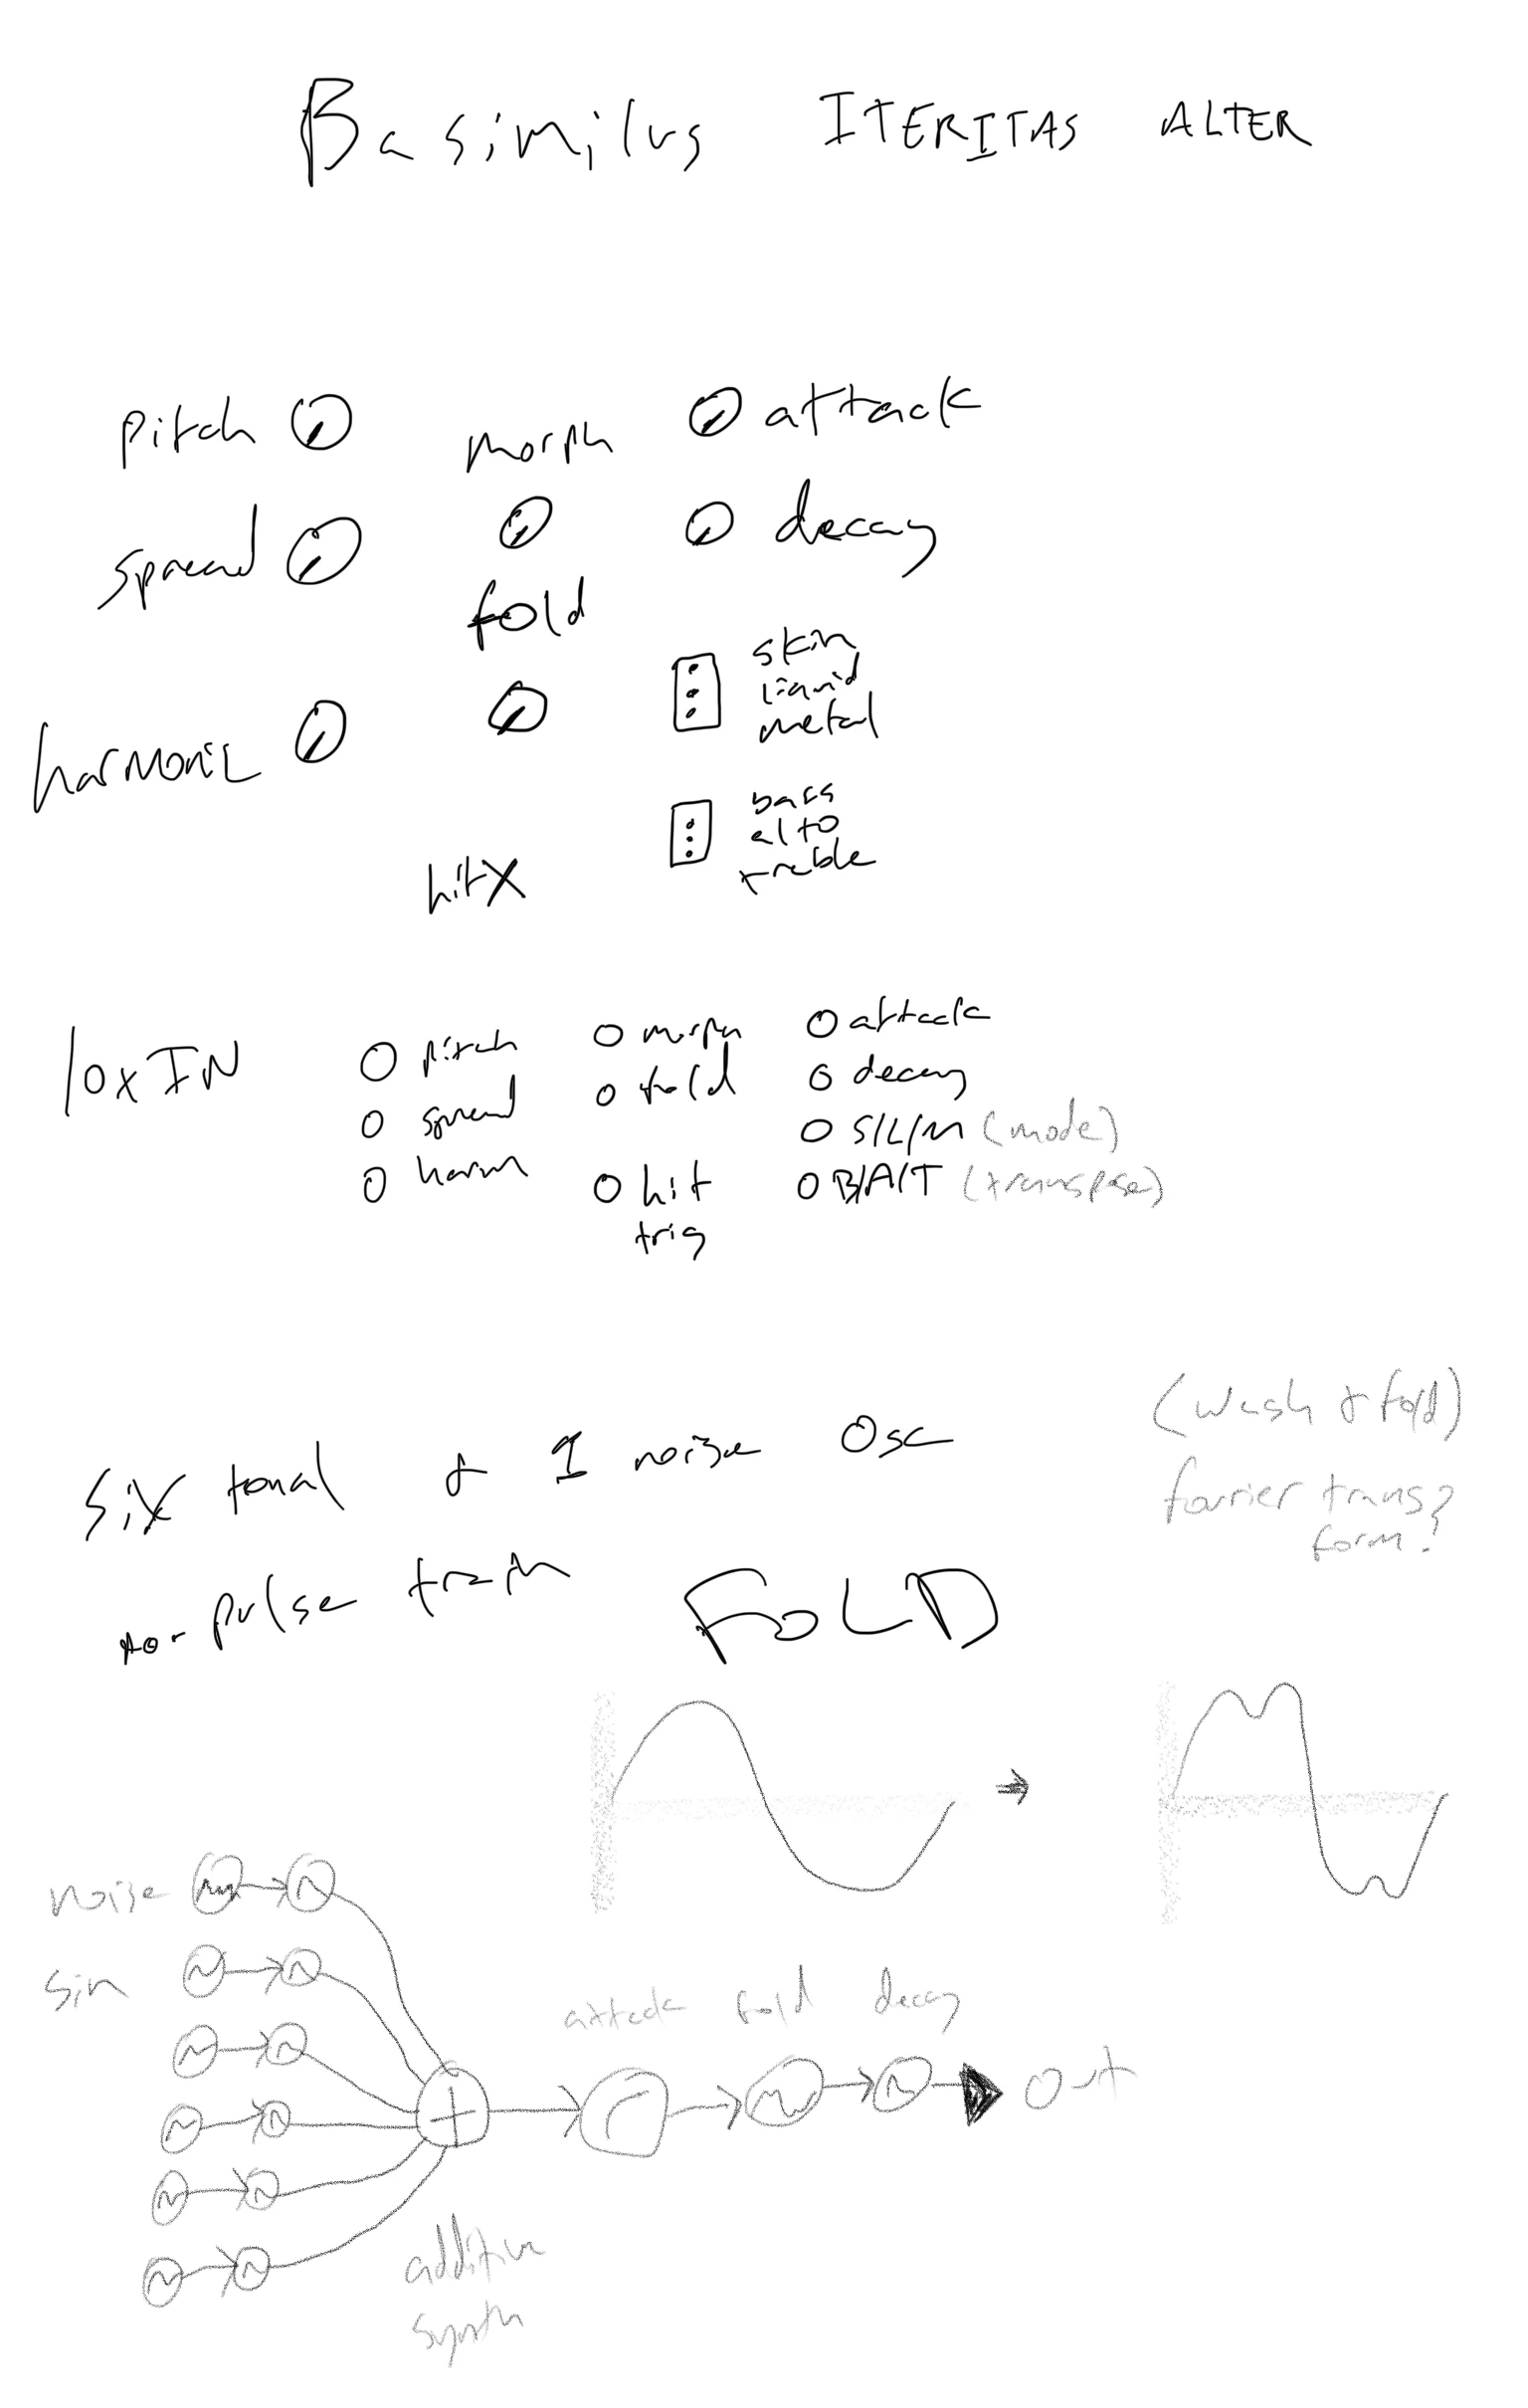 Basimilus ITERITAS ALTER
pitch
morph
attack
spread
decay
fold
harmonic
skin
liquid
metal
bass
alto
treble
hit
10xIN
pitch
morph
attack
spread
fold
decay
harm
hit
trig
S/L/M (mode)
B/A/T (transpose)
six tonal & 1 noise Osc
pulse train
(wash & fold)
fourier trans
form?
FOLD
noise
sin
attack fold decay
out
additive
synth